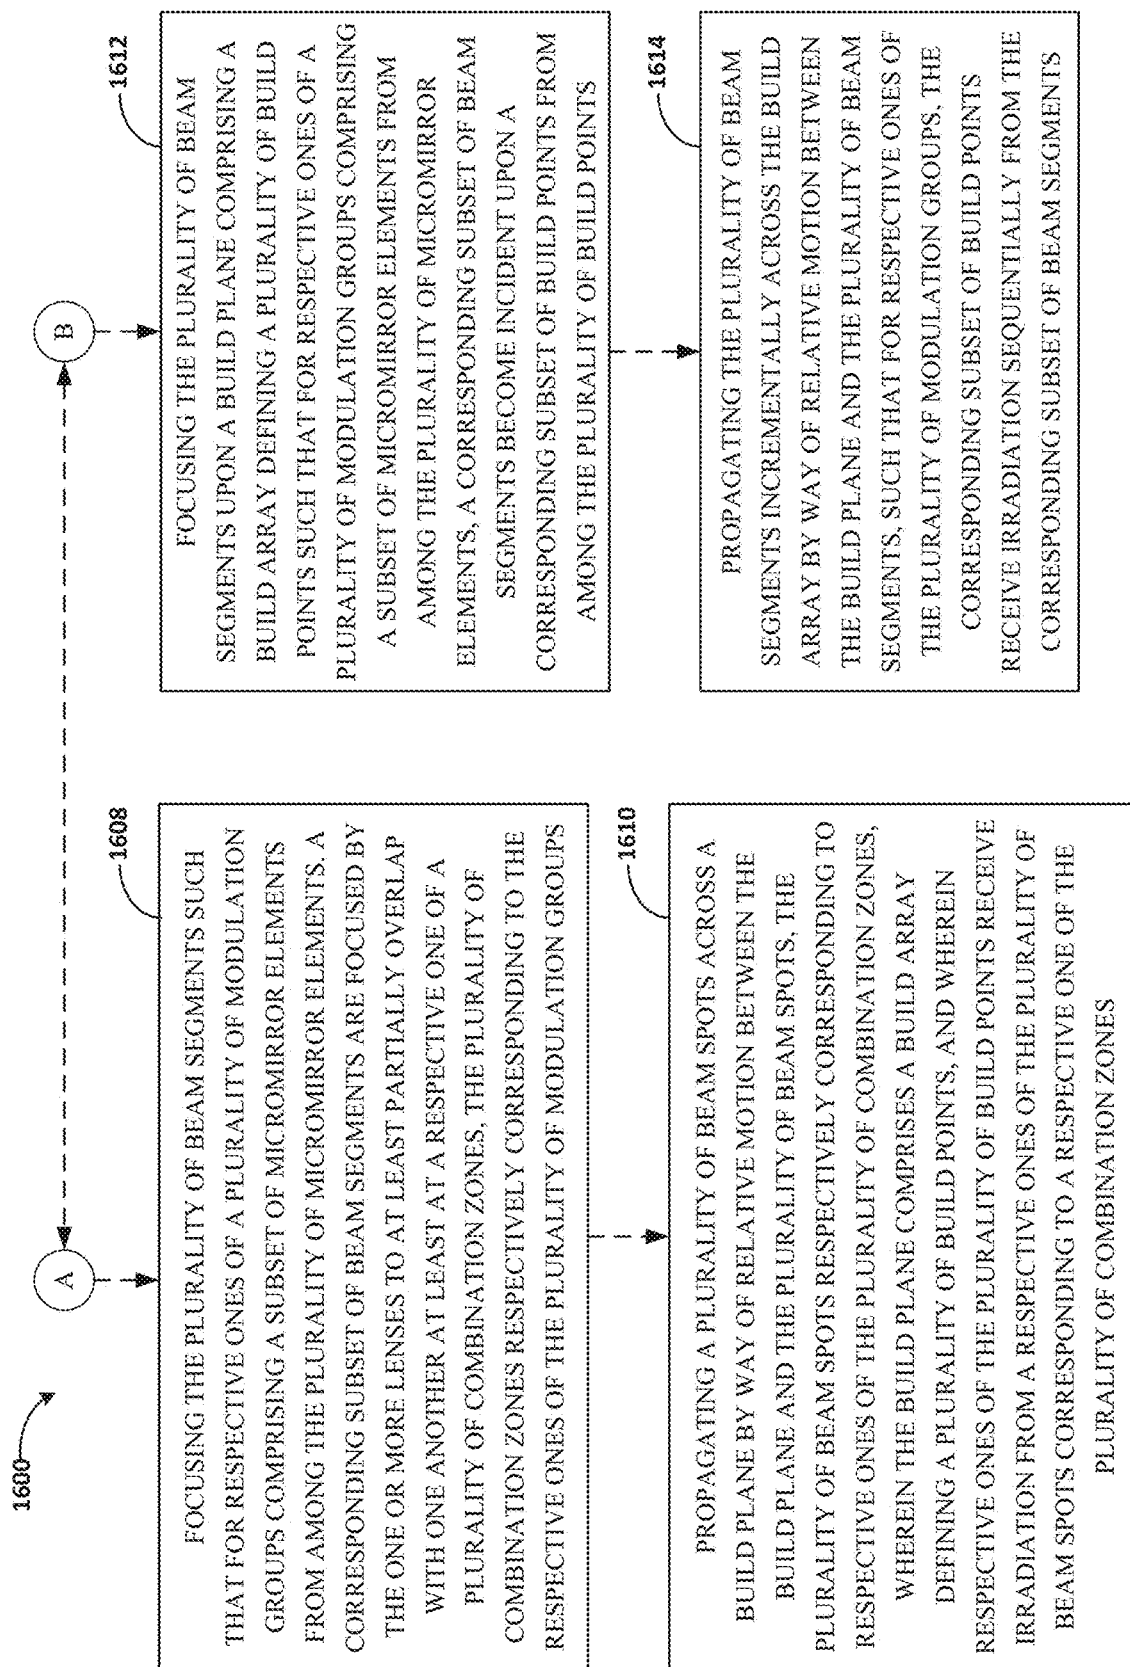 1600
A
B
1608
FOCUSING THE PLURALITY OF BEAM SEGMENTS SUCH
THAT FOR RESPECTIVE ONES OF A PLURALITY OF MODULATION
GROUPS COMPRISING A SUBSET OF MICROMIRROR ELEMENTS
FROM AMONG THE PLURALITY OF MICROMIRROR ELEMENTS. A
CORRESPONDING SUBSET OF BEAM SEGMENTS ARE FOCUSED BY
THE ONE OR MORE LENSES TO AT LEAST PARTIALLY OVERLAP
WITH ONE ANOTHER AT LEAST AT A RESPECTIVE ONE OF A
PLURALITY OF COMBINATION ZONES, THE PLURALITY OF
COMBINATION ZONES RESPECTIVELY CORRESPONDING TO THE
RESPECTIVE ONES OF THE PLURALITY OF MODULATION GROUPS
1610
PROPAGATING A PLURALITY OF BEAM SPOTS ACROSS A
BUILD PLANE BY WAY OF RELATIVE MOTION BETWEEN THE
BUILD PLANE AND THE PLURALITY OF BEAM SPOTS, THE
PLURALITY OF BEAM SPOTS RESPECTIVELY CORRESPONDING TO
RESPECTIVE ONES OF THE PLURALITY OF COMBINATION ZONES,
WHEREIN THE BUILD PLANE COMPRISES A BUILD ARRAY
DEFINING A PLURALITY OF BUILD POINTS, AND WHEREIN
RESPECTIVE ONES OF THE PLURALITY OF BUILD POINTS RECEIVE
IRRADIATION FROM A RESPECTIVE ONES OF THE PLURALITY OF
BEAM SPOTS CORRESPONDING TO A RESPECTIVE ONE OF THE
PLURALITY OF COMBINATION ZONES
1612
FOCUSING THE PLURALITY OF BEAM
SEGMENTS UPON A BUILD PLANE COMPRISING A
BUILD ARRAY DEFINING A PLURALITY OF BUILD
POINTS SUCH THAT FOR RESPECTIVE ONES OF A
PLURALITY OF MODULATION GROUPS COMPRISING
A SUBSET OF MICROMIRROR ELEMENTS FROM
AMONG THE PLURALITY OF MICROMIRROR
ELEMENTS, A CORRESPONDING SUBSET OF BEAM
SEGMENTS BECOME INCIDENT UPON A
CORRESPONDING SUBSET OF BUILD POINTS FROM
AMONG THE PLURALITY OF BUILD POINTS
1614
PROPAGATING THE PLURALITY OF BEAM
SEGMENTS INCREMENTALLY ACROSS THE BUILD
ARRAY BY WAY OF RELATIVE MOTION BETWEEN
THE BUILD PLANE AND THE PLURALITY OF BEAM
SEGMENTS, SUCH THAT FOR RESPECTIVE ONES OF
THE PLURALITY OF MODULATION GROUPS, THE
CORRESPONDING SUBSET OF BUILD POINTS
RECEIVE IRRADIATION SEQUENTIALLY FROM THE
CORRESPONDING SUBSET OF BEAM SEGMENTS